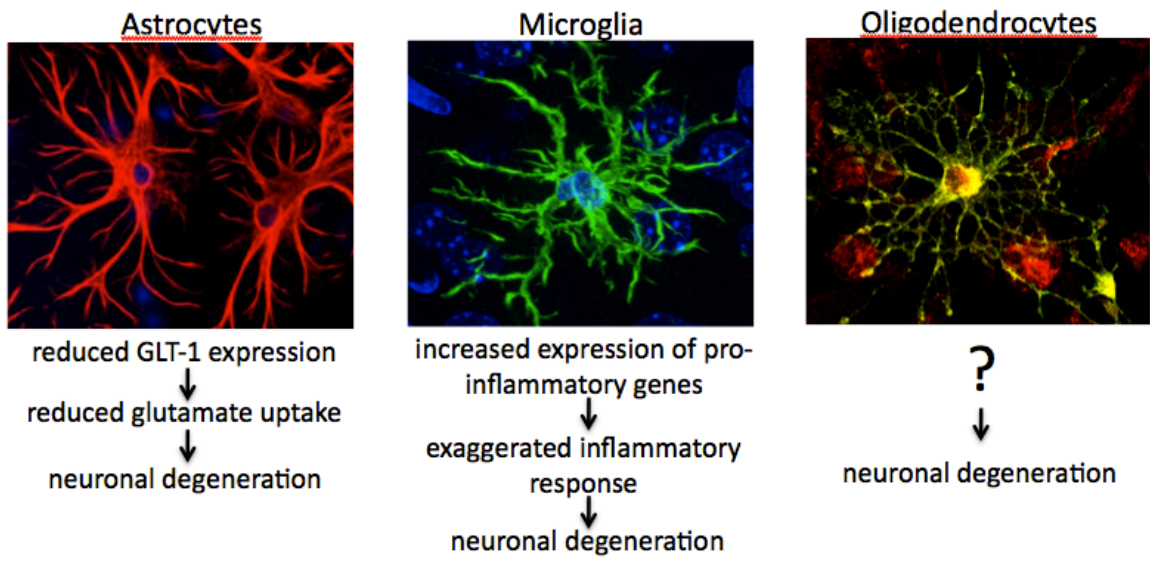 Astrocytes
reduced GLT-1 expression
reduced glutamate uptake
neuronal degeneration
Microglia
increased expression of pro-
inflammatory genes
exaggerated inflammatory
response
neuronal degeneration
Oligodendrocytes
?
neuronal degeneration